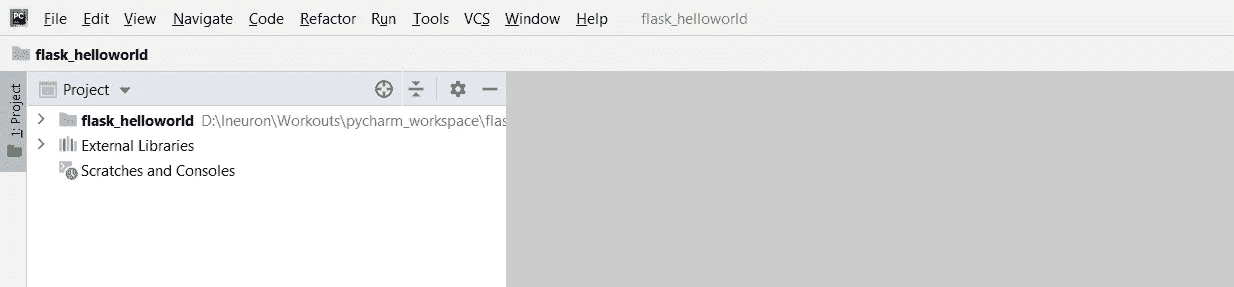 PC File Edit View Navigate Code Refactor Run Tools VCS Window Help flask_helloworld
flask_helloworld
1: Project
Project
flask_helloworld D:\Ineuron\Workouts\pycharm_workspace\flas
External Libraries
Scratches and Consoles